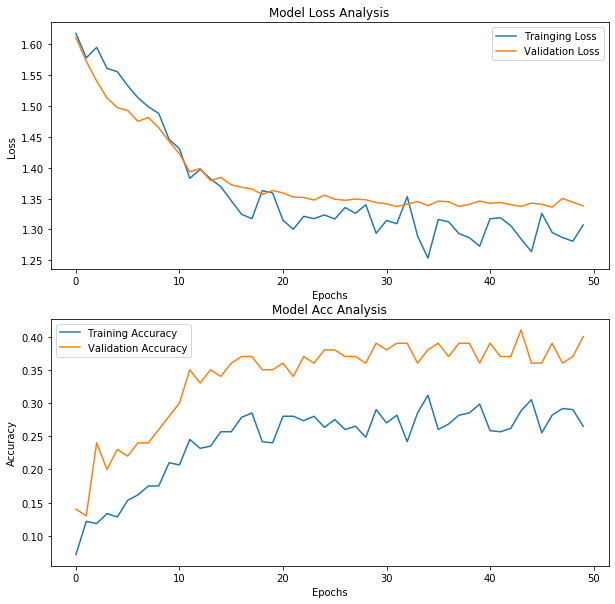 Model Loss Analysis
1.60
1.55
1.50
1.45
1.40
1.35
1.30
1.25
Loss
Trainging Loss
Validation Loss
0 10 20 30 40 50
Epochs
Model Acc Analysis
0.40
0.35
0.30
0.25
0.20
0.15
0.10
Accuracy
Training Accuracy
Validation Accuracy
0 10 20 30 40 50
Epochs